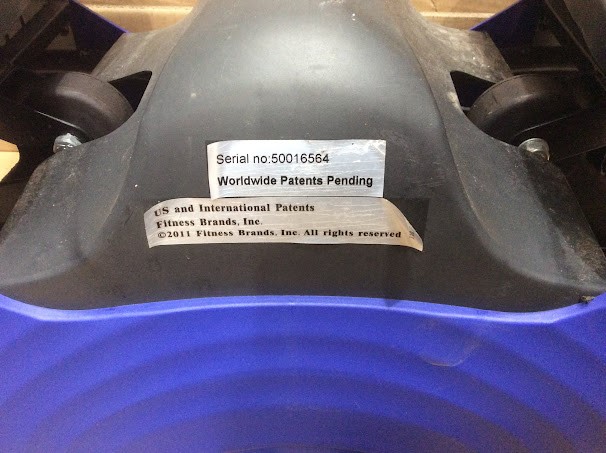 Serial no:50016564
Worldwide Patents Pending
US and International Patents
Fitness Brands, Inc.
©2011 Fitness Brands, Inc. All rights reserved